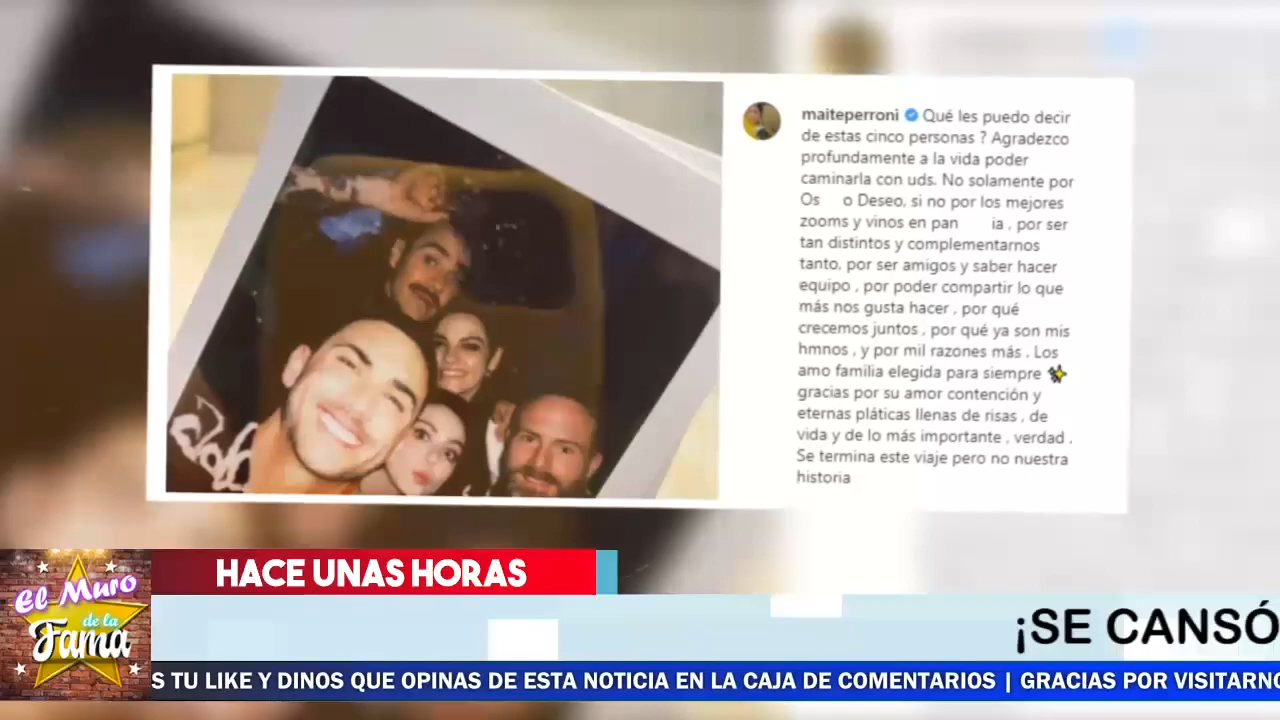 maiteperroni Qué les puedo decir
de estas cinco personas ? Agradezco
profundamente a la vida poder
caminarla con uds. No solamente por
Os o Deseo, si no por los mejores
zooms y vinos en pan ia , por ser
tan distintos y complementarnos
tanto, por ser amigos y saber hacer
equipo , por poder compartir lo que
más nos gusta hacer , por qué
crecemos juntos , por qué ya son mis
hmnos , y por mil razones más . Los
amo familia elegida para siempre ✨
gracias por su amor contención y
eternas pláticas llenas de risas , de
vida y de lo más importante , verdad .
Se termina este viaje pero no nuestra
historia
HACE UNAS HORAS
El Muro
de la
Fama
¡SE CANSÓ
S TU LIKE Y DINOS QUE OPINAS DE ESTA NOTICIA EN LA CAJA DE COMENTARIOS | GRACIAS POR VISITARNO